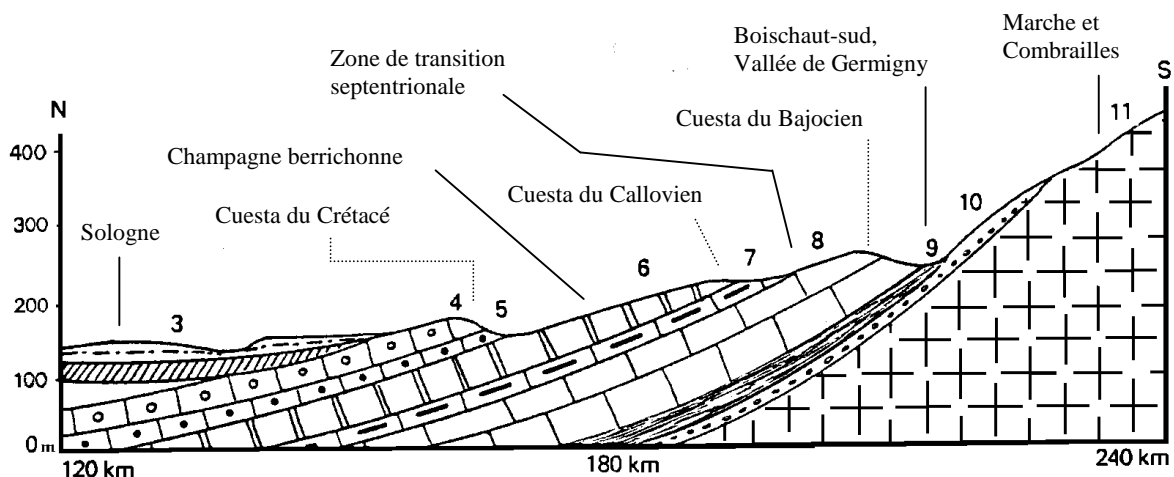 Marche et
Combrailles
Boischaut-sud,
Vallée de Germigny
Zone de transition
septentrionale
N
S
11
Cuesta du Bajocien
400
Champagne berrichonne
Cuesta du Callovien
10
300
Cuesta du Crétacé
Sologne
8
9
7
6
200
3
4
5
100
0 m
120 km
180 km
240 km